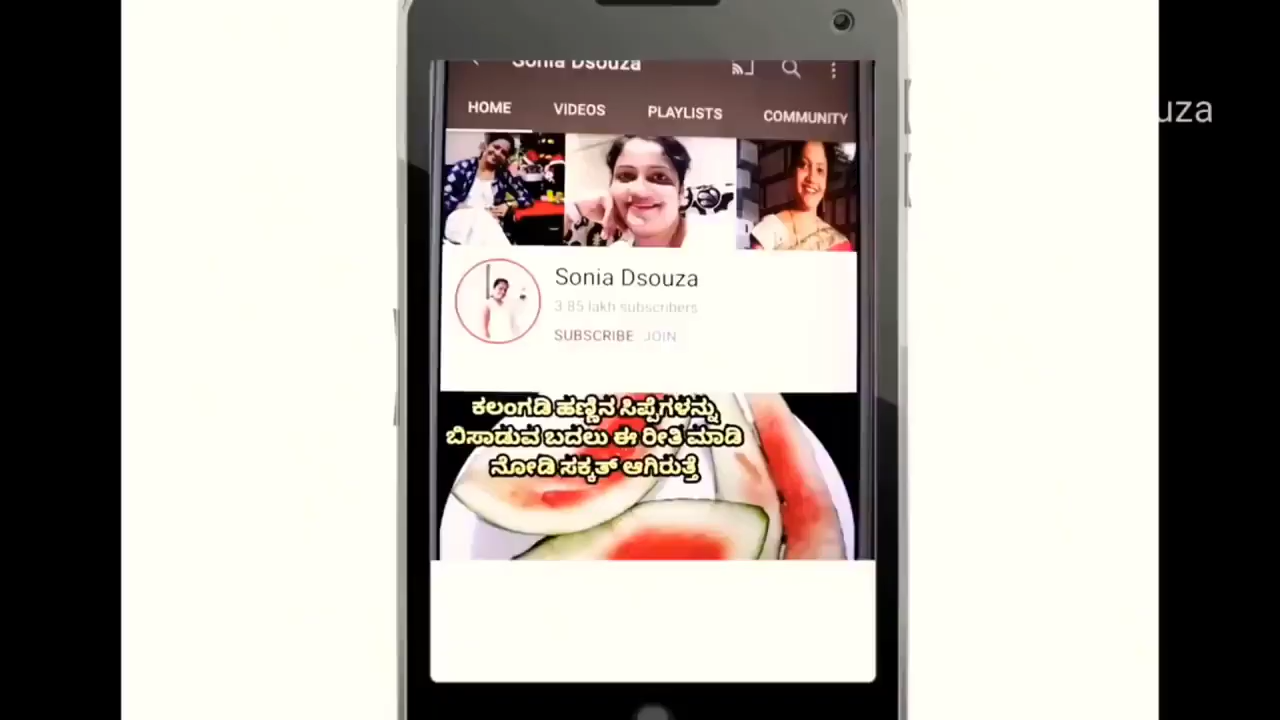 Sonia Dsouza
HOME VIDEOS PLAYLISTS COMMUNITY
uza
Sonia Dsouza
3.85 lakh subscribers
SUBSCRIBE JOIN
ಕಲಂಗಡಿ ಹಣ್ಣಿನ ಸಿಪ್ಪೆಗಳನ್ನು
ಬಿಸಾಡುವ ಬದಲು ಈ ರೀತಿ ಮಾಡಿ
ನೋಡಿ ಸಕ್ಕತ್ ಆಗಿರುತ್ತೆ